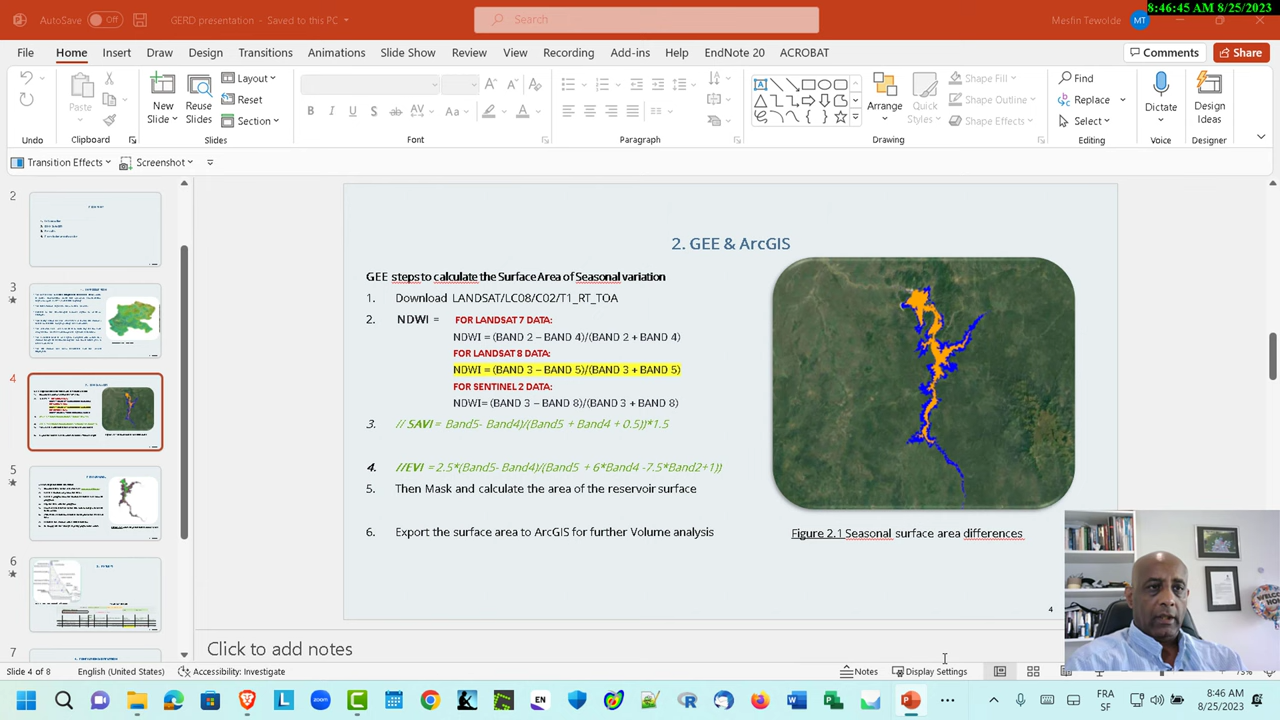 8:46:45 AM 8/25/2023
AutoSave Off GERD presentation - Saved to this PC Search Mesfin Tewolde MT
File Home Insert Draw Design Transitions Animations Slide Show Review View Recording Add-ins Help EndNote 20 ACROBAT Comments Share
Paste New Slide Reuse Slides Layout Reset Section
B I U S ab AV Aa A
Arrange Quick Styles Shape Fill Shape Outline Shape Effects
Find Replace Select Dictate Design Ideas
Undo Clipboard Slides Font Paragraph Drawing Editing Voice Designer
Transition Effects Screenshot
2
3
4
5
6
7
2. GEE & ArcGIS
GEE steps to calculate the Surface Area of Seasonal variation
1. Download LANDSAT/LC08/C02/T1_RT_TOA
2. NDWI = FOR LANDSAT 7 DATA:
NDWI = (BAND 2 – BAND 4)/(BAND 2 + BAND 4)
FOR LANDSAT 8 DATA:
NDWI = (BAND 3 – BAND 5)/(BAND 3 + BAND 5)
FOR SENTINEL 2 DATA:
NDWI= (BAND 3 – BAND 8)/(BAND 3 + BAND 8)
3. // SAVI = Band5- Band4)/(Band5 + Band4 + 0.5))*1.5
4. //EVI = 2.5*(Band5- Band4)/(Band5 + 6*Band4 -7.5*Band2+1))
5. Then Mask and calculate the area of the reservoir surface
6. Export the surface area to ArcGIS for further Volume analysis
Figure 2.1 Seasonal surface area differences
4
Click to add notes
Slide 4 of 8 English (United States) Accessibility: Investigate Notes Display Settings
EN FRA SF 8:46 AM 8/25/2023